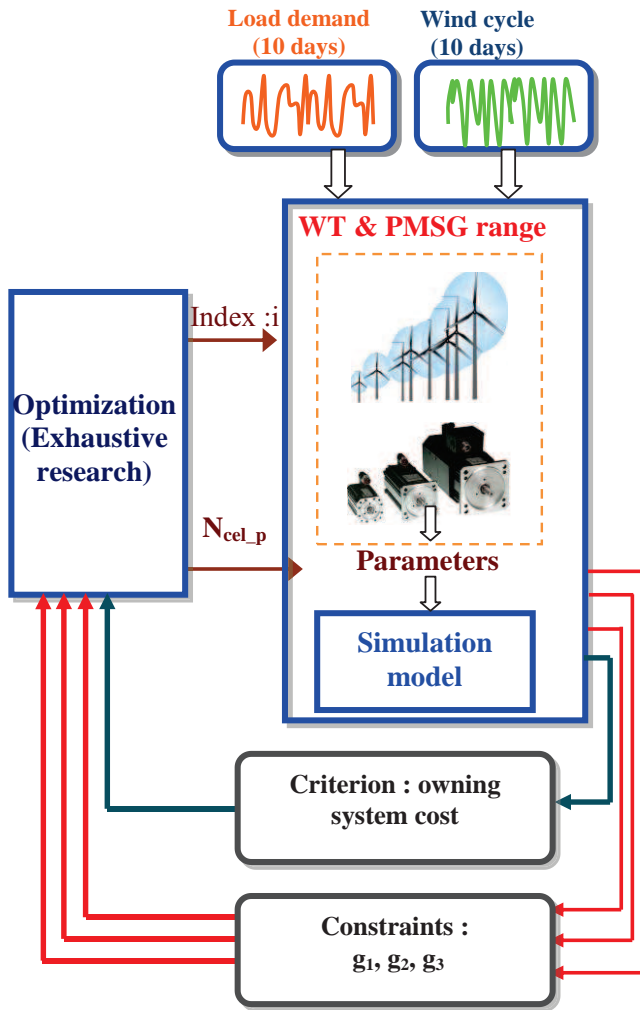 Load demand
(10 days)
Wind cycle
(10 days)
WT & PMSG range
Index :i
Optimization
(Exhaustive
research)
N_cel_p
Parameters
Simulation
model
Criterion : owning
system cost
Constraints :
g₁, g₂, g₃